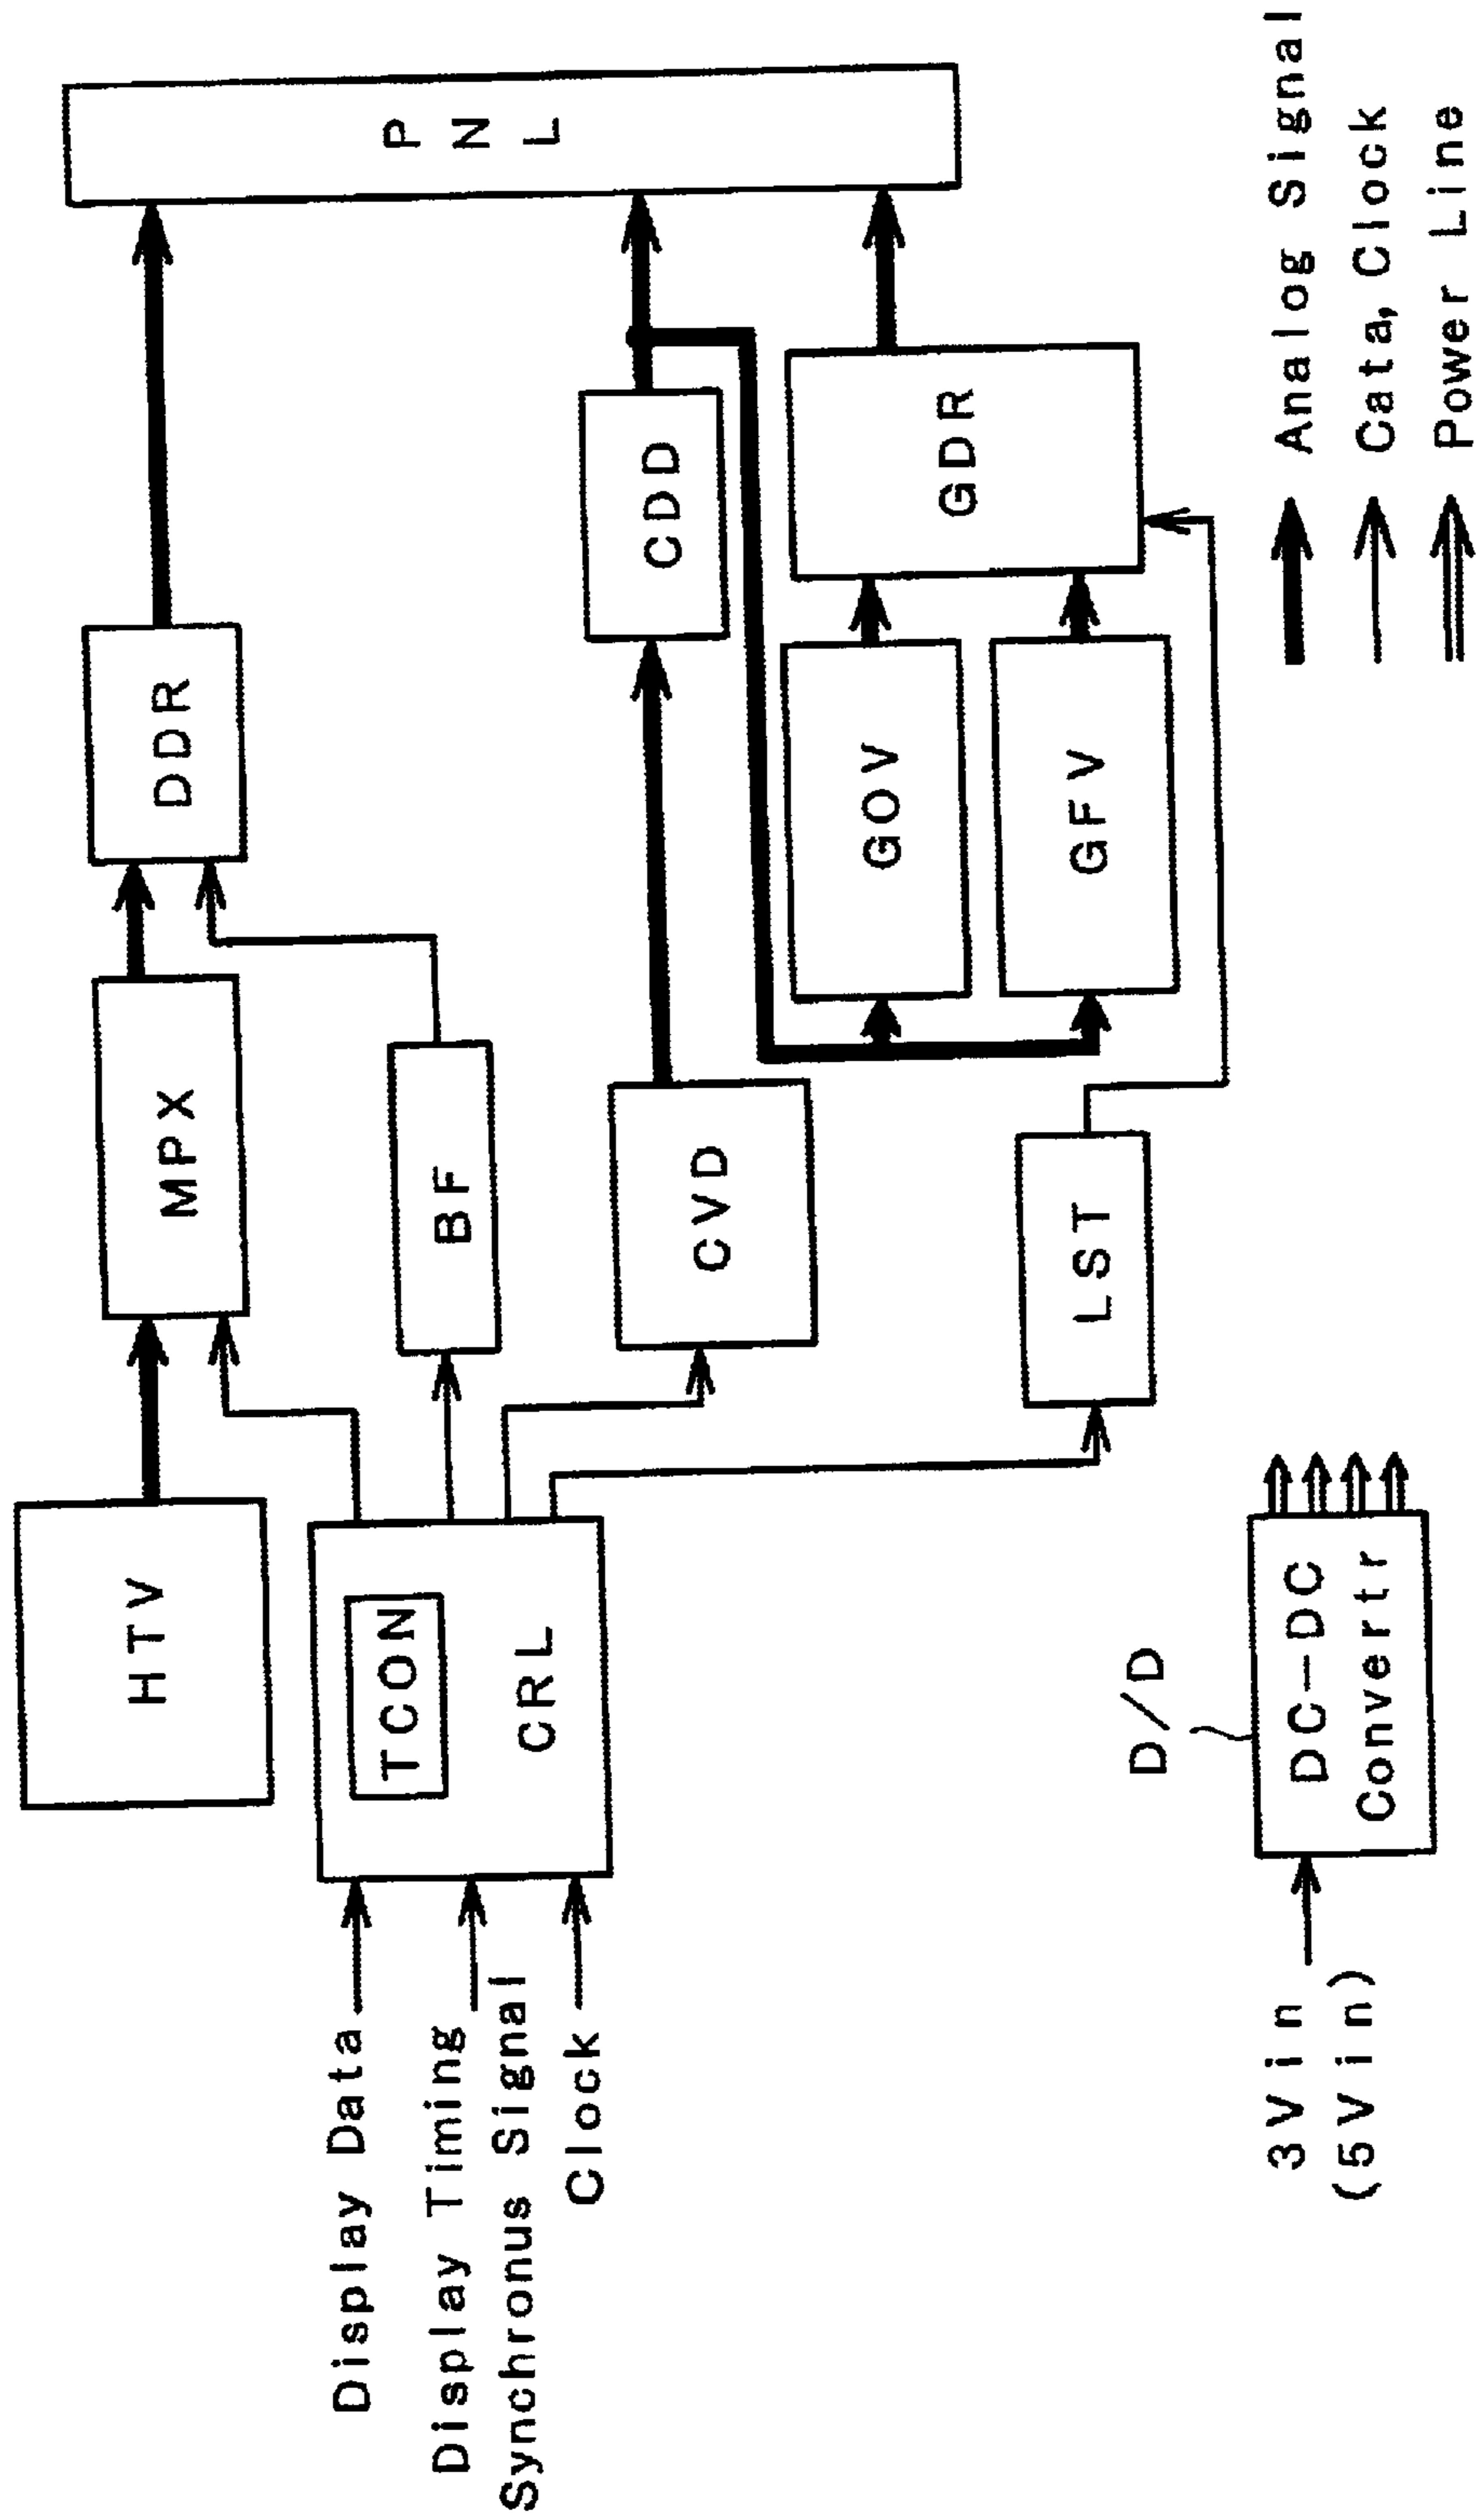 HTV
MPX
DDR
PNL
TCON
CRL
BF
CVD
CDD
GOV
GFV
GDR
LST
Display Data
Display Timing
Synchronus Signal
Clock
D/D
DC-DC
Convertr
3Vin
(5Vin)
Analog Signal
Cata, Clock
Power Line